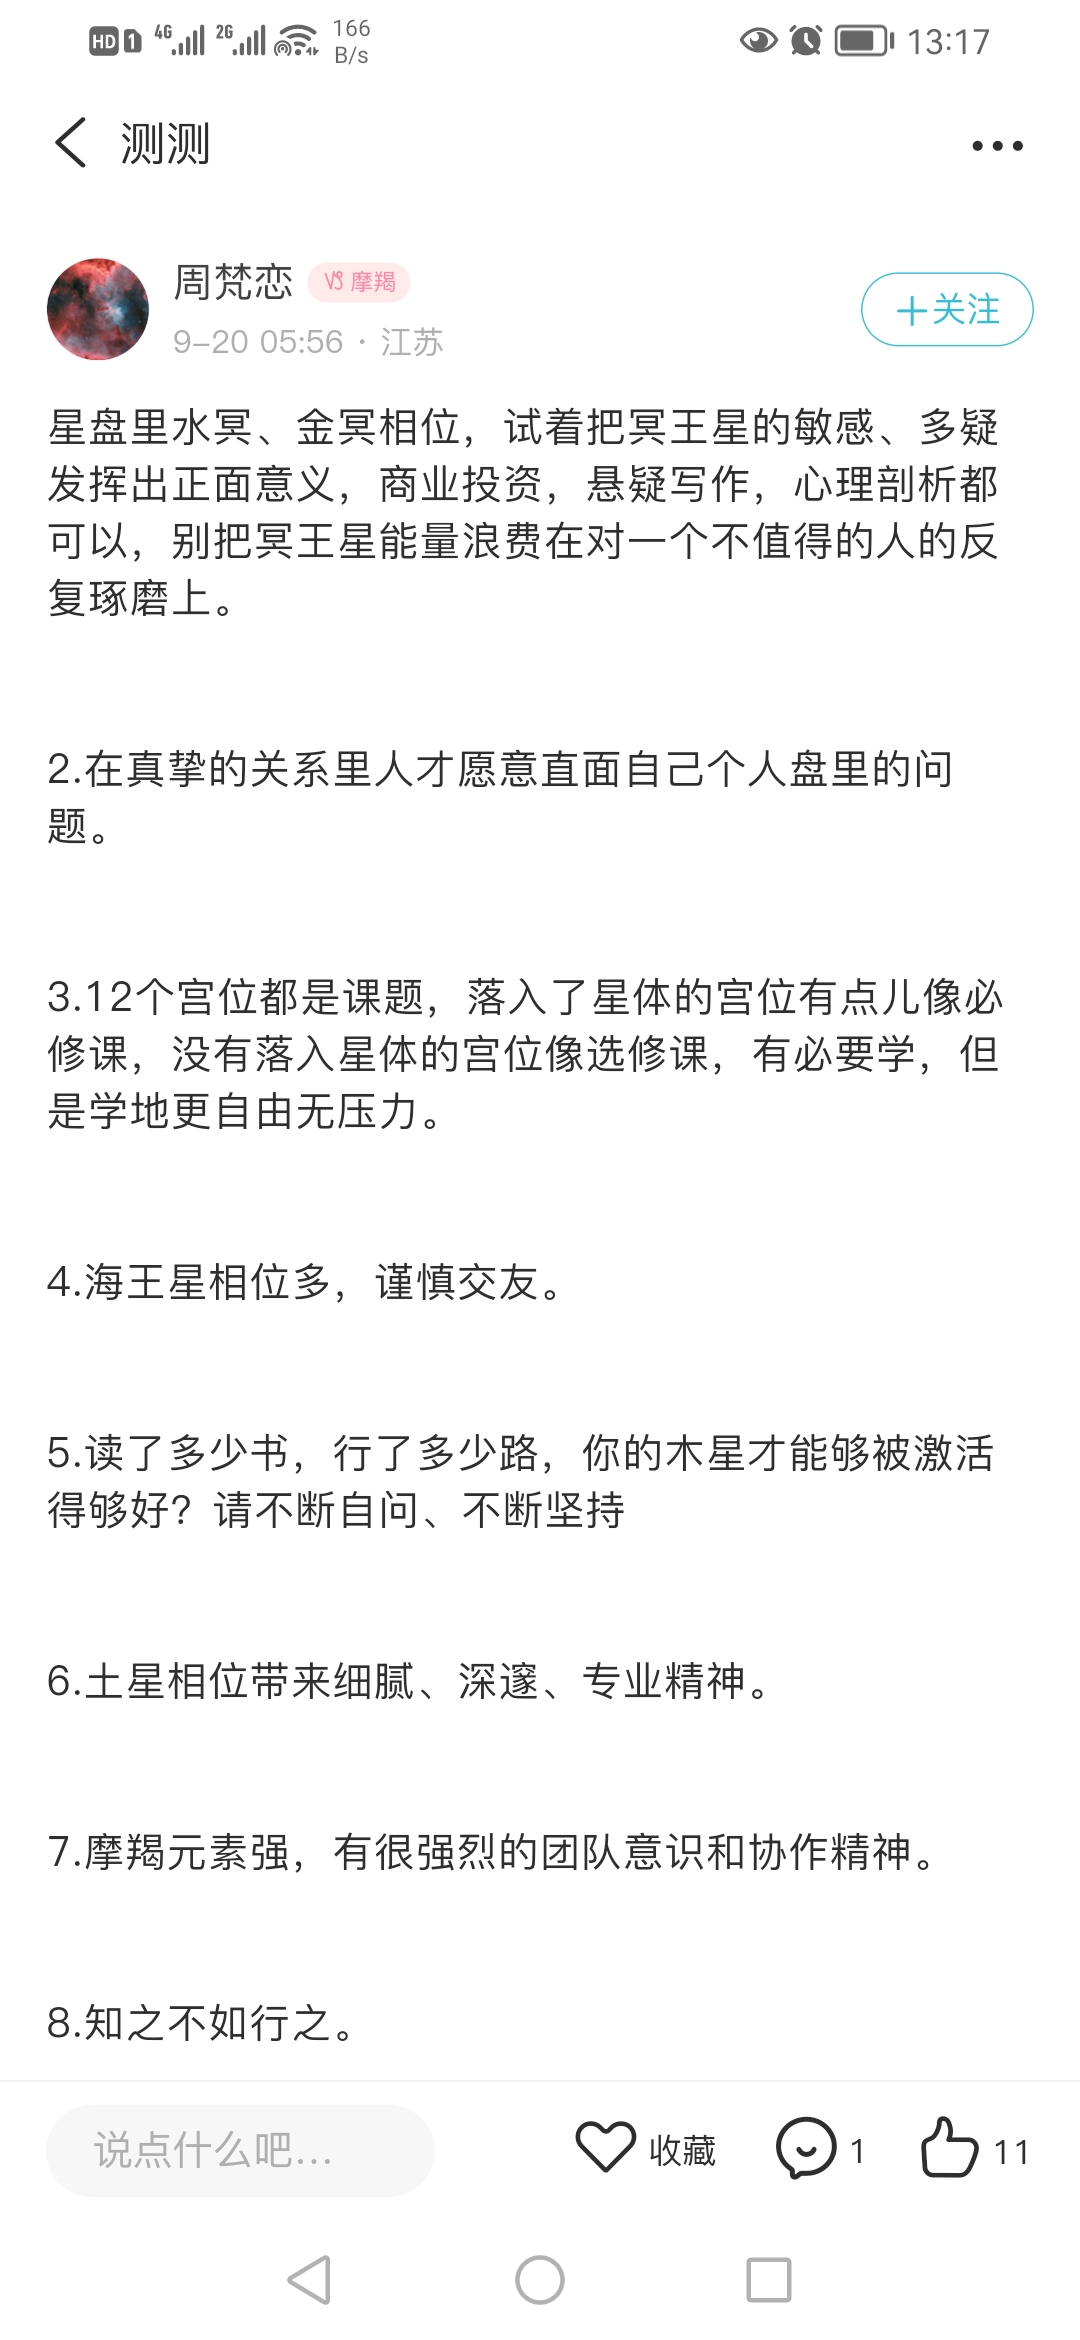 HD 1 4G 2G 166 B/s 13:17
测测
周梵恋 摩羯
9-20 05:56 · 江苏
+关注
星盘里水冥、金冥相位，试着把冥王星的敏感、多疑
发挥出正面意义，商业投资，悬疑写作，心理剖析都
可以，别把冥王星能量浪费在对一个不值得的人的反
复琢磨上。
2.在真挚的关系里人才愿意直面自己个人盘里的问
题。
3.12个宫位都是课题，落入了星体的宫位有点儿像必
修课，没有落入星体的宫位像选修课，有必要学，但
是学地更自由无压力。
4.海王星相位多，谨慎交友。
5.读了多少书，行了多少路，你的木星才能够被激活
得够好？请不断自问、不断坚持
6.土星相位带来细腻、深邃、专业精神。
7.摩羯元素强，有很强烈的团队意识和协作精神。
8.知之不如行之。
说点什么吧... 收藏 1 11